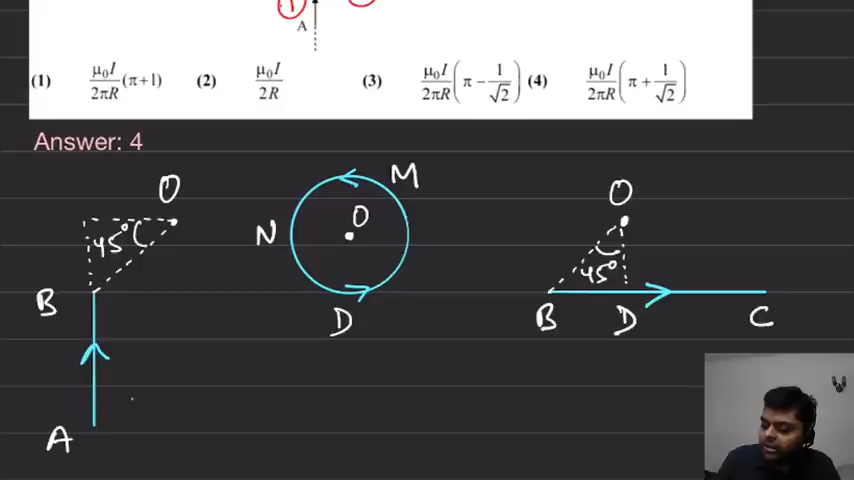 A
(1) μ₀I/2πR (π+1) (2) μ₀I/2R (3) μ₀I/2πR (π − 1/√2) (4) μ₀I/2πR (π + 1/√2)
Answer: 4
O
45°
B
A
M
N
O
D
O
45°
B D C